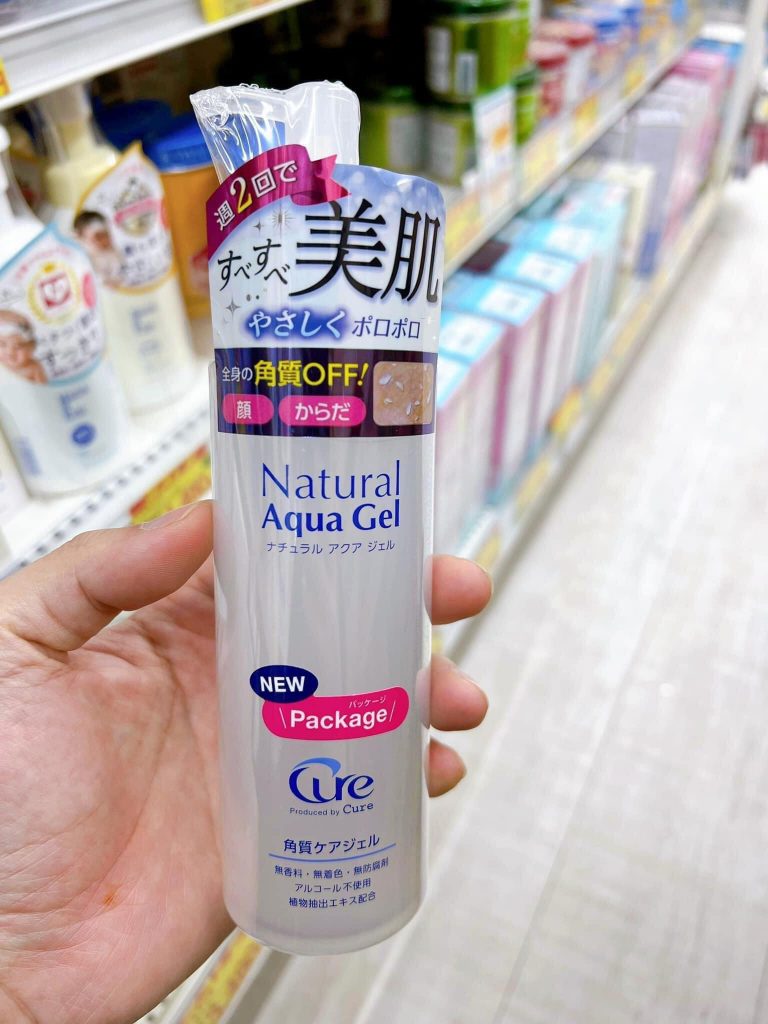 週2回で
すべすべ美肌
やさしくポロポロ
全身の角質OFF!
顔 からだ
Natural
Aqua Gel
ナチュラル アクア ジェル
NEW
パッケージ
Package
Cure
Produced by Cure
角質ケアジェル
無香料・無着色・無防腐剤
アルコール不使用
植物抽出エキス配合